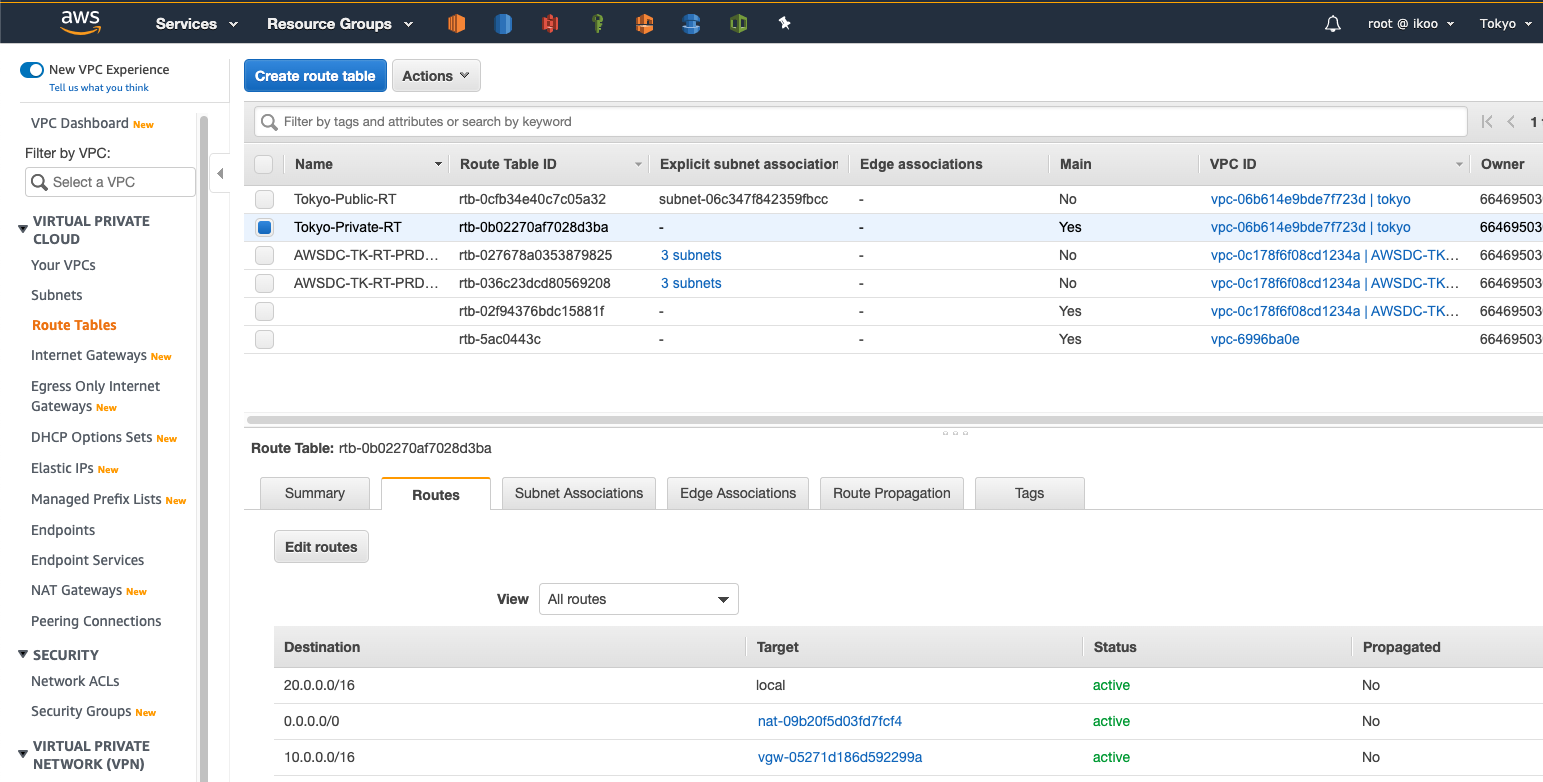 aws Services Resource Groups root @ ikoo Tokyo
New VPC Experience
Tell us what you think
VPC Dashboard New
Filter by VPC:
Select a VPC
VIRTUAL PRIVATE
CLOUD
Your VPCs
Subnets
Route Tables
Internet Gateways New
Egress Only Internet
Gateways New
DHCP Options Sets New
Elastic IPs New
Managed Prefix Lists New
Endpoints
Endpoint Services
NAT Gateways New
Peering Connections
SECURITY
Network ACLs
Security Groups New
VIRTUAL PRIVATE
NETWORK (VPN)
Create route table Actions
Filter by tags and attributes or search by keyword
Name Route Table ID Explicit subnet association Edge associations Main VPC ID Owner
Tokyo-Public-RT rtb-0cfb34e40c7c05a32 subnet-06c347f842359fbcc - No vpc-06b614e9bde7f723d | tokyo 66469503
Tokyo-Private-RT rtb-0b02270af7028d3ba - - Yes vpc-06b614e9bde7f723d | tokyo 66469503
AWSDC-TK-RT-PRD... rtb-027678a0353879825 3 subnets - No vpc-0c178f6f08cd1234a | AWSDC-TK... 66469503
AWSDC-TK-RT-PRD... rtb-036c23dcd80569208 3 subnets - No vpc-0c178f6f08cd1234a | AWSDC-TK... 66469503
rtb-02f94376bdc15881f - - Yes vpc-0c178f6f08cd1234a | AWSDC-TK... 66469503
rtb-5ac0443c - - Yes vpc-6996ba0e 66469503
Route Table: rtb-0b02270af7028d3ba
Summary Routes Subnet Associations Edge Associations Route Propagation Tags
Edit routes
View All routes
Destination Target Status Propagated
20.0.0.0/16 local active No
0.0.0.0/0 nat-09b20f5d03fd7fcf4 active No
10.0.0.0/16 vgw-05271d186d592299a active No